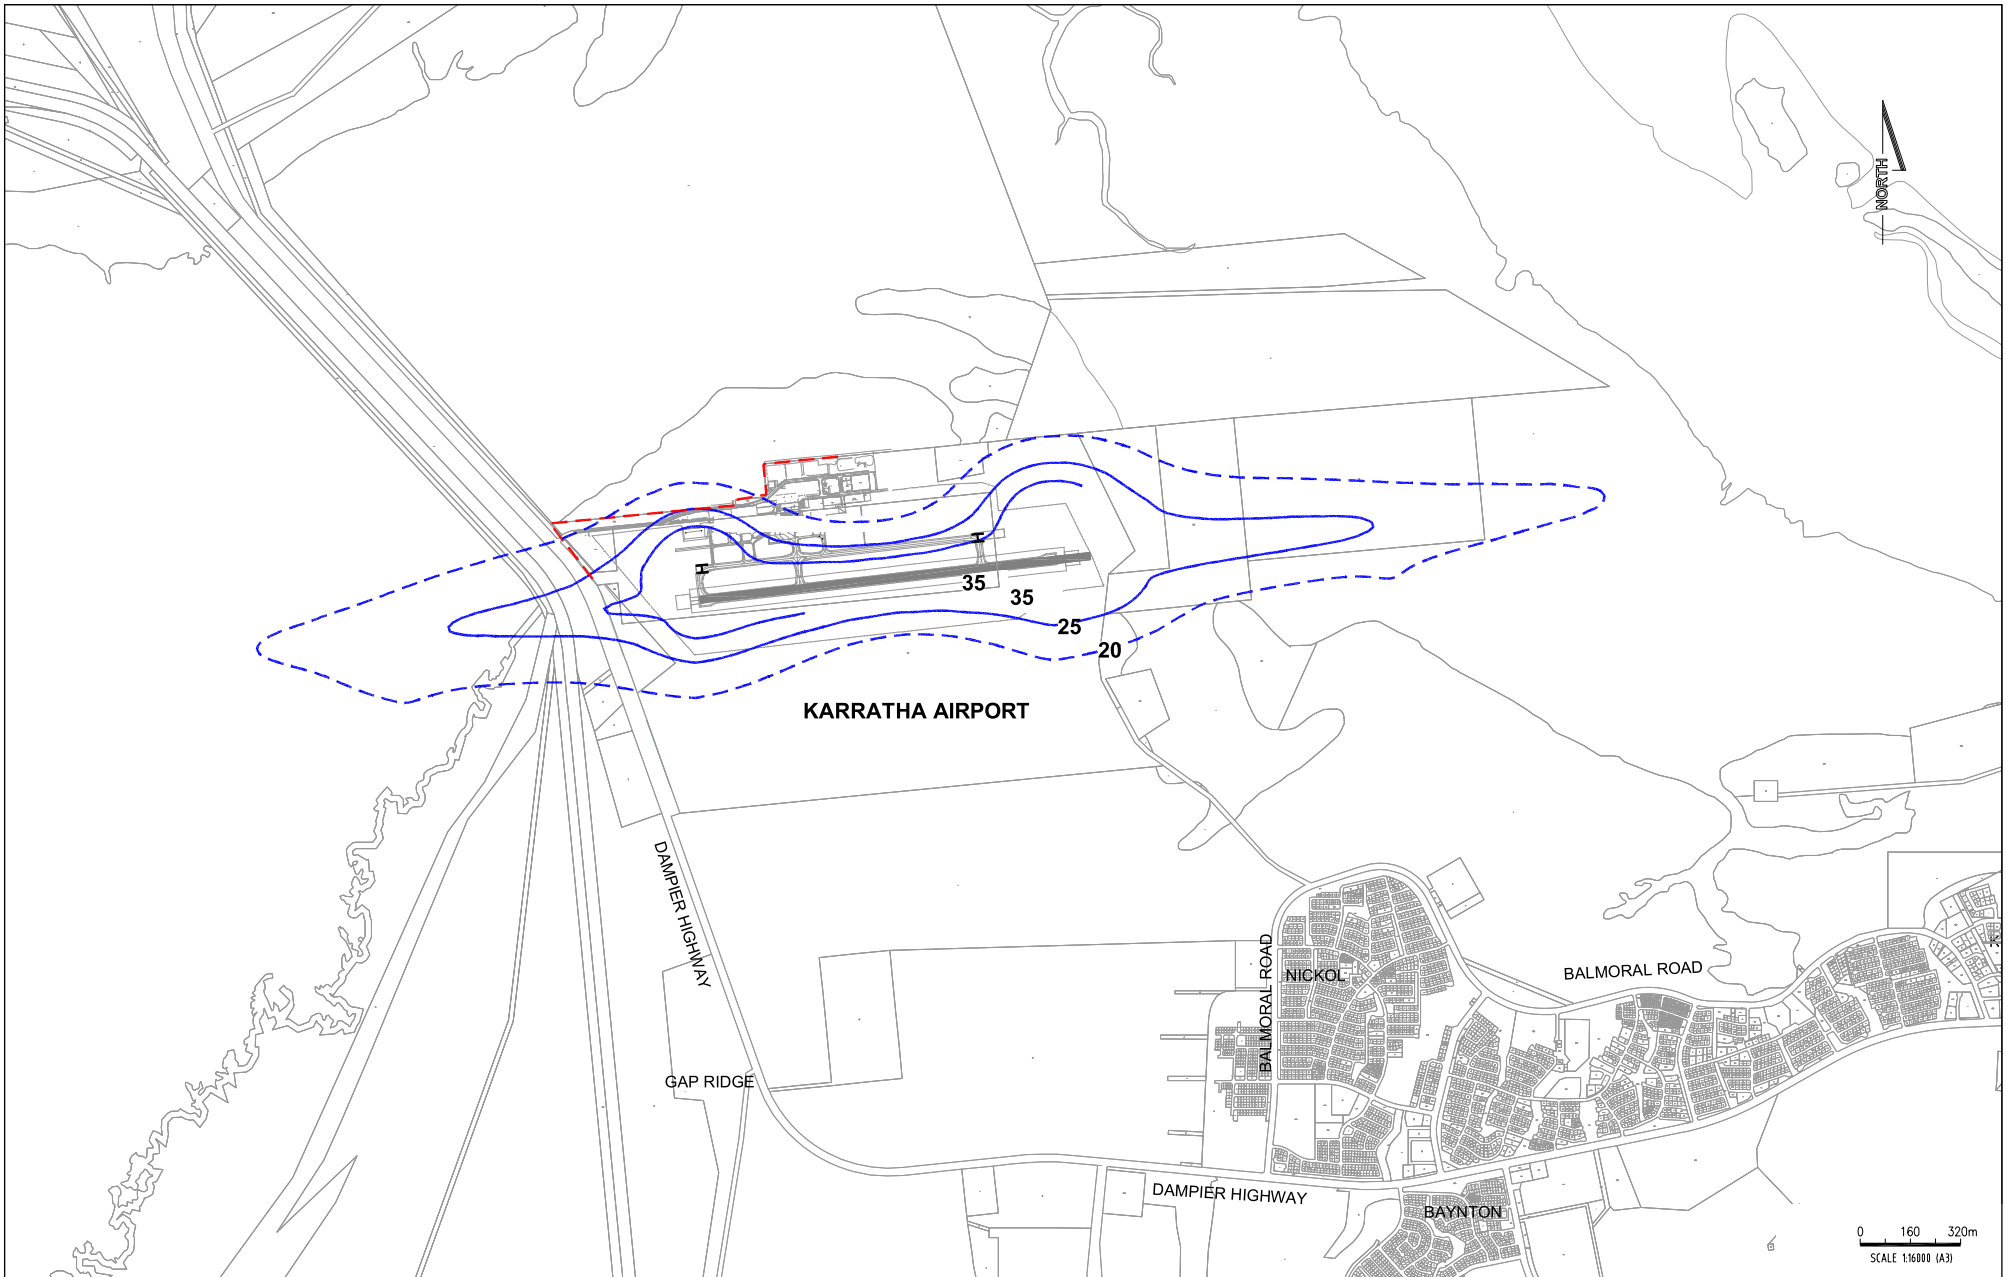 NORTH
H
H
35
35
25
20
KARRATHA AIRPORT
DAMPIER HIGHWAY
BALMORAL ROAD
NICKOL
BALMORAL ROAD
GAP RIDGE
DAMPIER HIGHWAY
BAYNTON
0 160 320m
SCALE 1:16000 (A3)